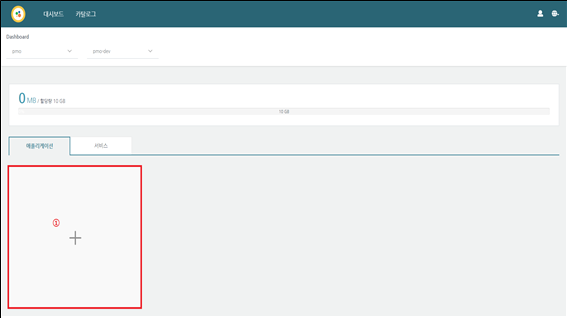 대시보드 카탈로그
Dashboard
pmo pmo-dev
0 MB / 할당량 10 GB
10 GB
애플리케이션 서비스
①